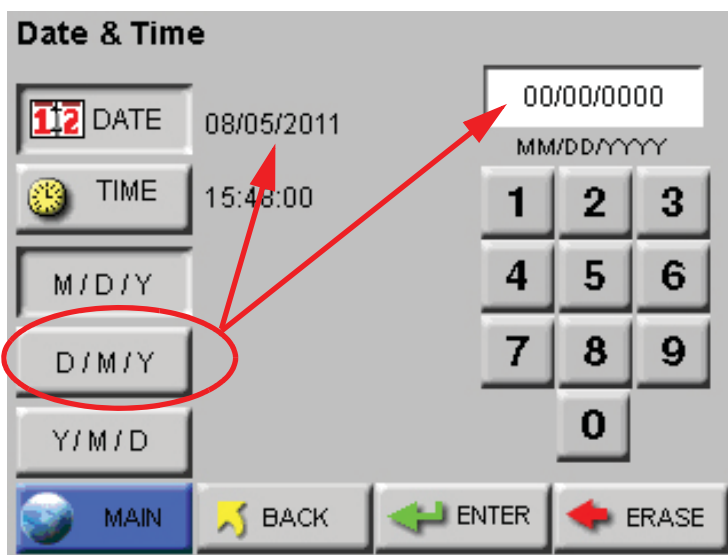 Date & Time
12 DATE 08/05/2011
00/00/0000
MM/DD/YYYY
TIME 15:48:00
1 2 3
M/D/Y
4 5 6
D/M/Y
7 8 9
Y/M/D
0
MAIN BACK ENTER ERASE